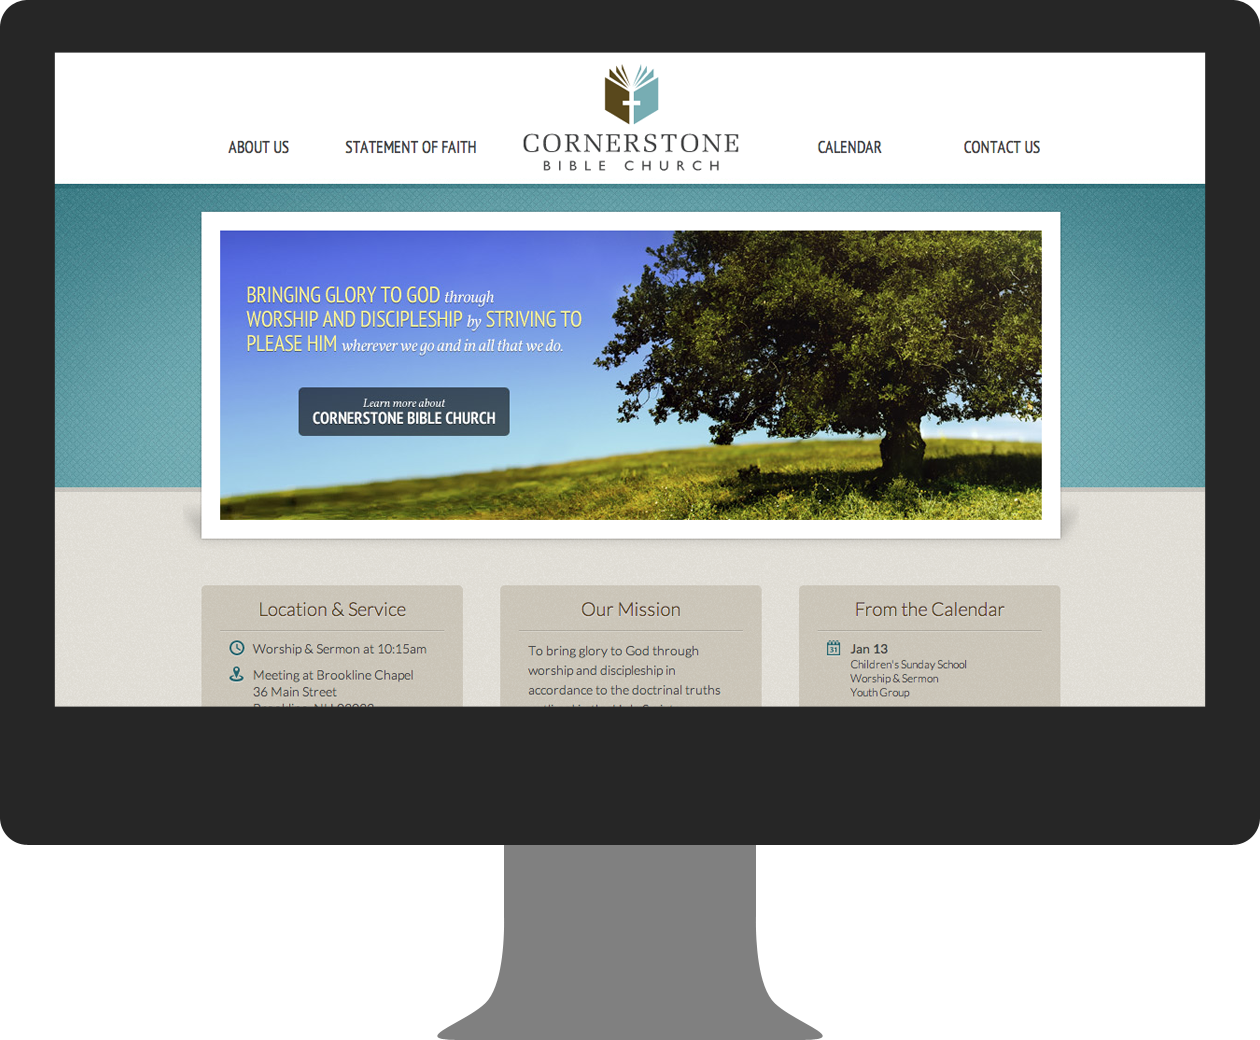 ABOUT US
STATEMENT OF FAITH
CORNERSTONE
BIBLE CHURCH
CALENDAR
CONTACT US
BRINGING GLORY TO GOD through
WORSHIP AND DISCIPLESHIP by STRIVING TO
PLEASE HIM wherever we go and in all that we do.
Learn more about
CORNERSTONE BIBLE CHURCH
Location & Service
Worship & Sermon at 10:15am
Meeting at Brookline Chapel
36 Main Street
Our Mission
To bring glory to God through
worship and discipleship in
accordance to the doctrinal truths
From the Calendar
31
Jan 13
Children's Sunday School
Worship & Sermon
Youth Group